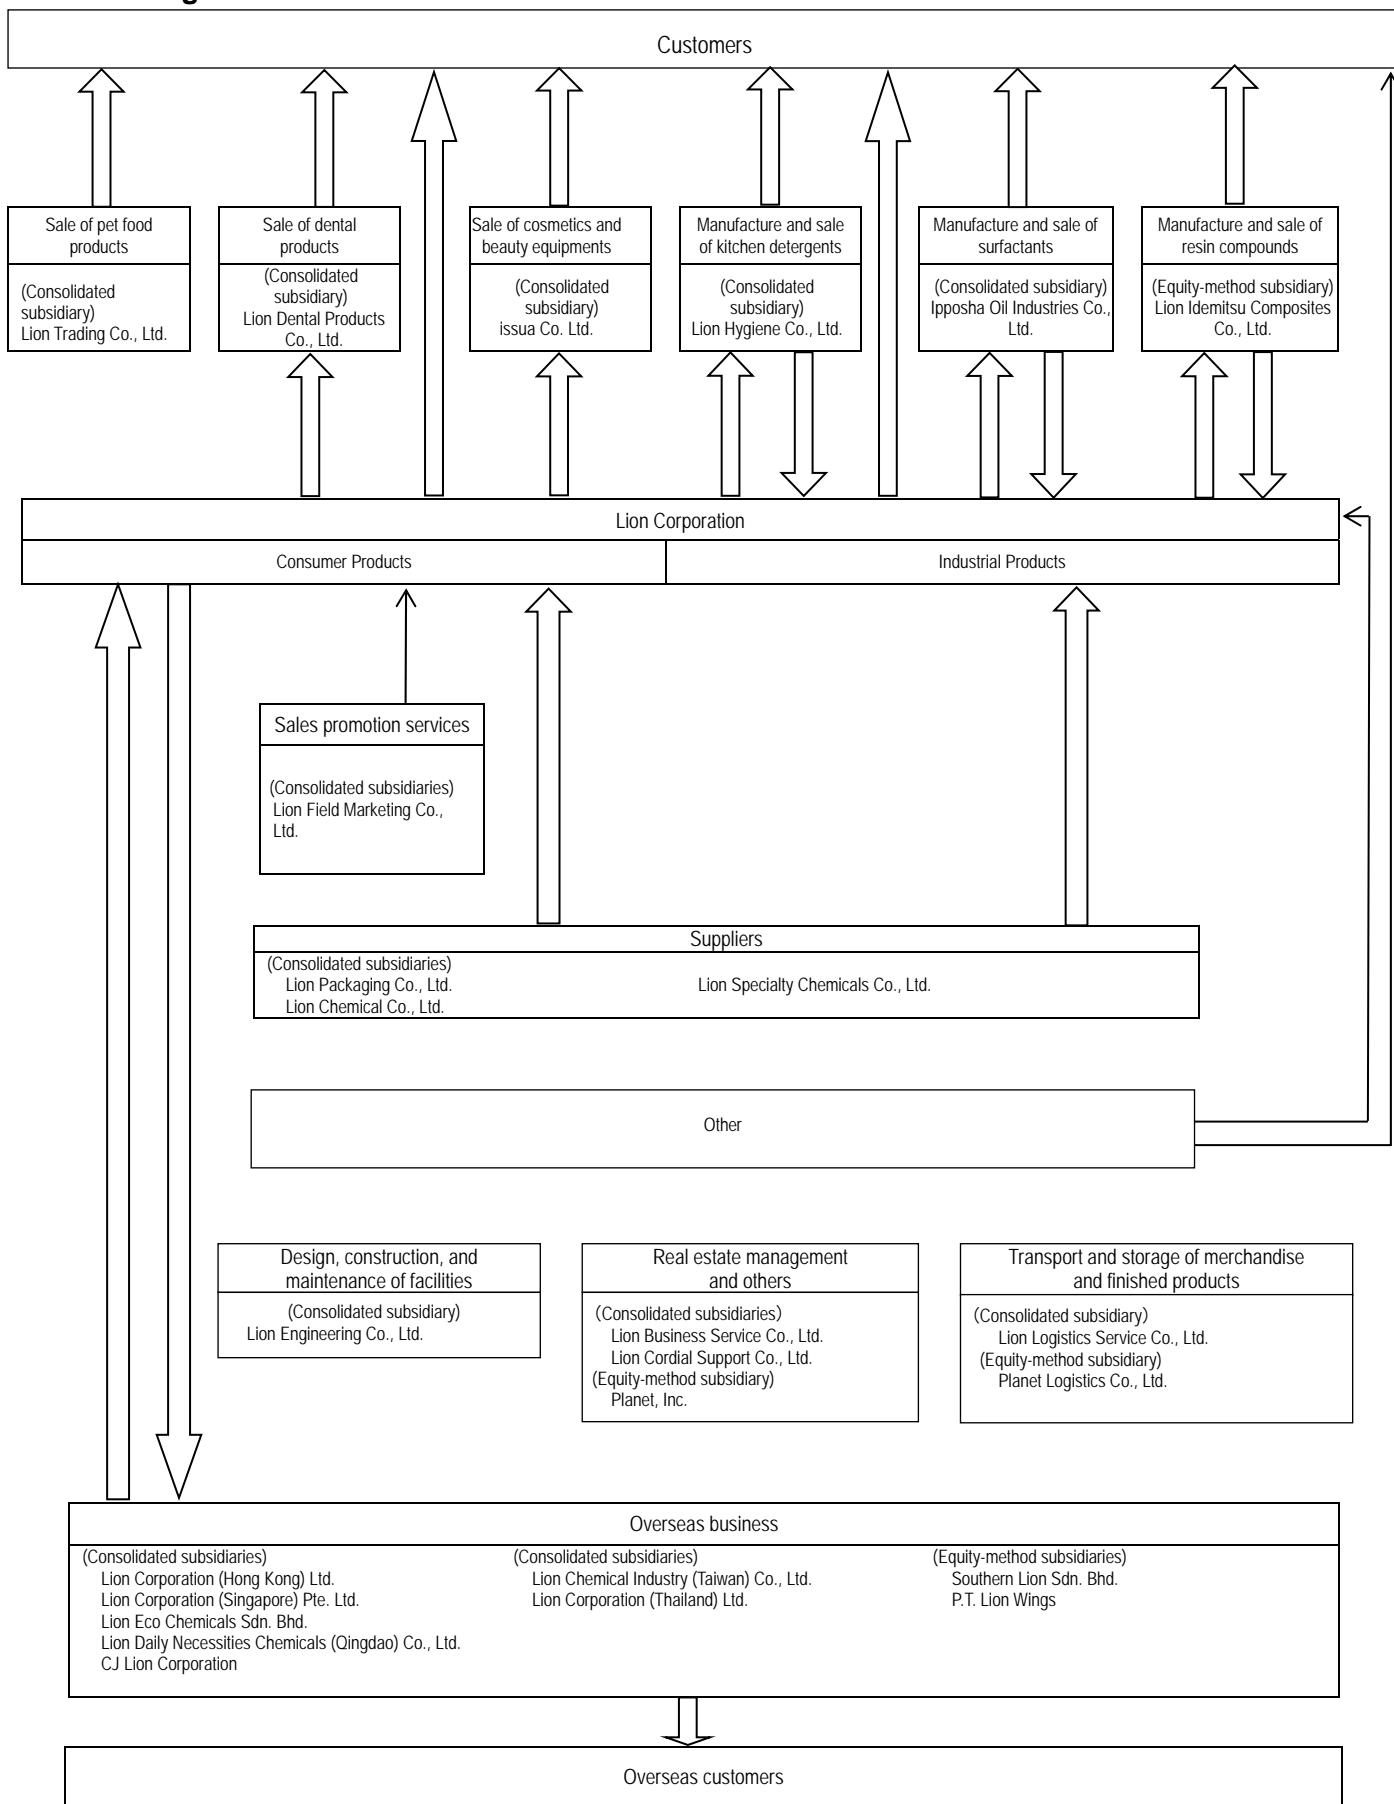 Customers
Sale of pet food
products
(Consolidated
subsidiary)
Lion Trading Co., Ltd.
Sale of dental
products
(Consolidated
subsidiary)
Lion Dental Products
Co., Ltd.
Sale of cosmetics and
beauty equipments
(Consolidated
subsidiary)
issua Co. Ltd.
Manufacture and sale
of kitchen detergents
(Consolidated
subsidiary)
Lion Hygiene Co., Ltd.
Manufacture and sale of
surfactants
(Consolidated subsidiary)
Ipposha Oil Industries Co.,
Ltd.
Manufacture and sale of
resin compounds
(Equity-method subsidiary)
Lion Idemitsu Composites
Co., Ltd.
Lion Corporation
Consumer Products
Industrial Products
Sales promotion services
(Consolidated subsidiaries)
Lion Field Marketing Co.,
Ltd.
Suppliers
(Consolidated subsidiaries)
Lion Packaging Co., Ltd.
Lion Chemical Co., Ltd.
Lion Specialty Chemicals Co., Ltd.
Other
Design, construction, and
maintenance of facilities
(Consolidated subsidiary)
Lion Engineering Co., Ltd.
Real estate management
and others
(Consolidated subsidiaries)
Lion Business Service Co., Ltd.
Lion Cordial Support Co., Ltd.
(Equity-method subsidiary)
Planet, Inc.
Transport and storage of merchandise
and finished products
(Consolidated subsidiary)
Lion Logistics Service Co., Ltd.
(Equity-method subsidiary)
Planet Logistics Co., Ltd.
Overseas business
(Consolidated subsidiaries)
Lion Corporation (Hong Kong) Ltd.
Lion Corporation (Singapore) Pte. Ltd.
Lion Eco Chemicals Sdn. Bhd.
Lion Daily Necessities Chemicals (Qingdao) Co., Ltd.
CJ Lion Corporation
(Consolidated subsidiaries)
Lion Chemical Industry (Taiwan) Co., Ltd.
Lion Corporation (Thailand) Ltd.
(Equity-method subsidiaries)
Southern Lion Sdn. Bhd.
P.T. Lion Wings
Overseas customers